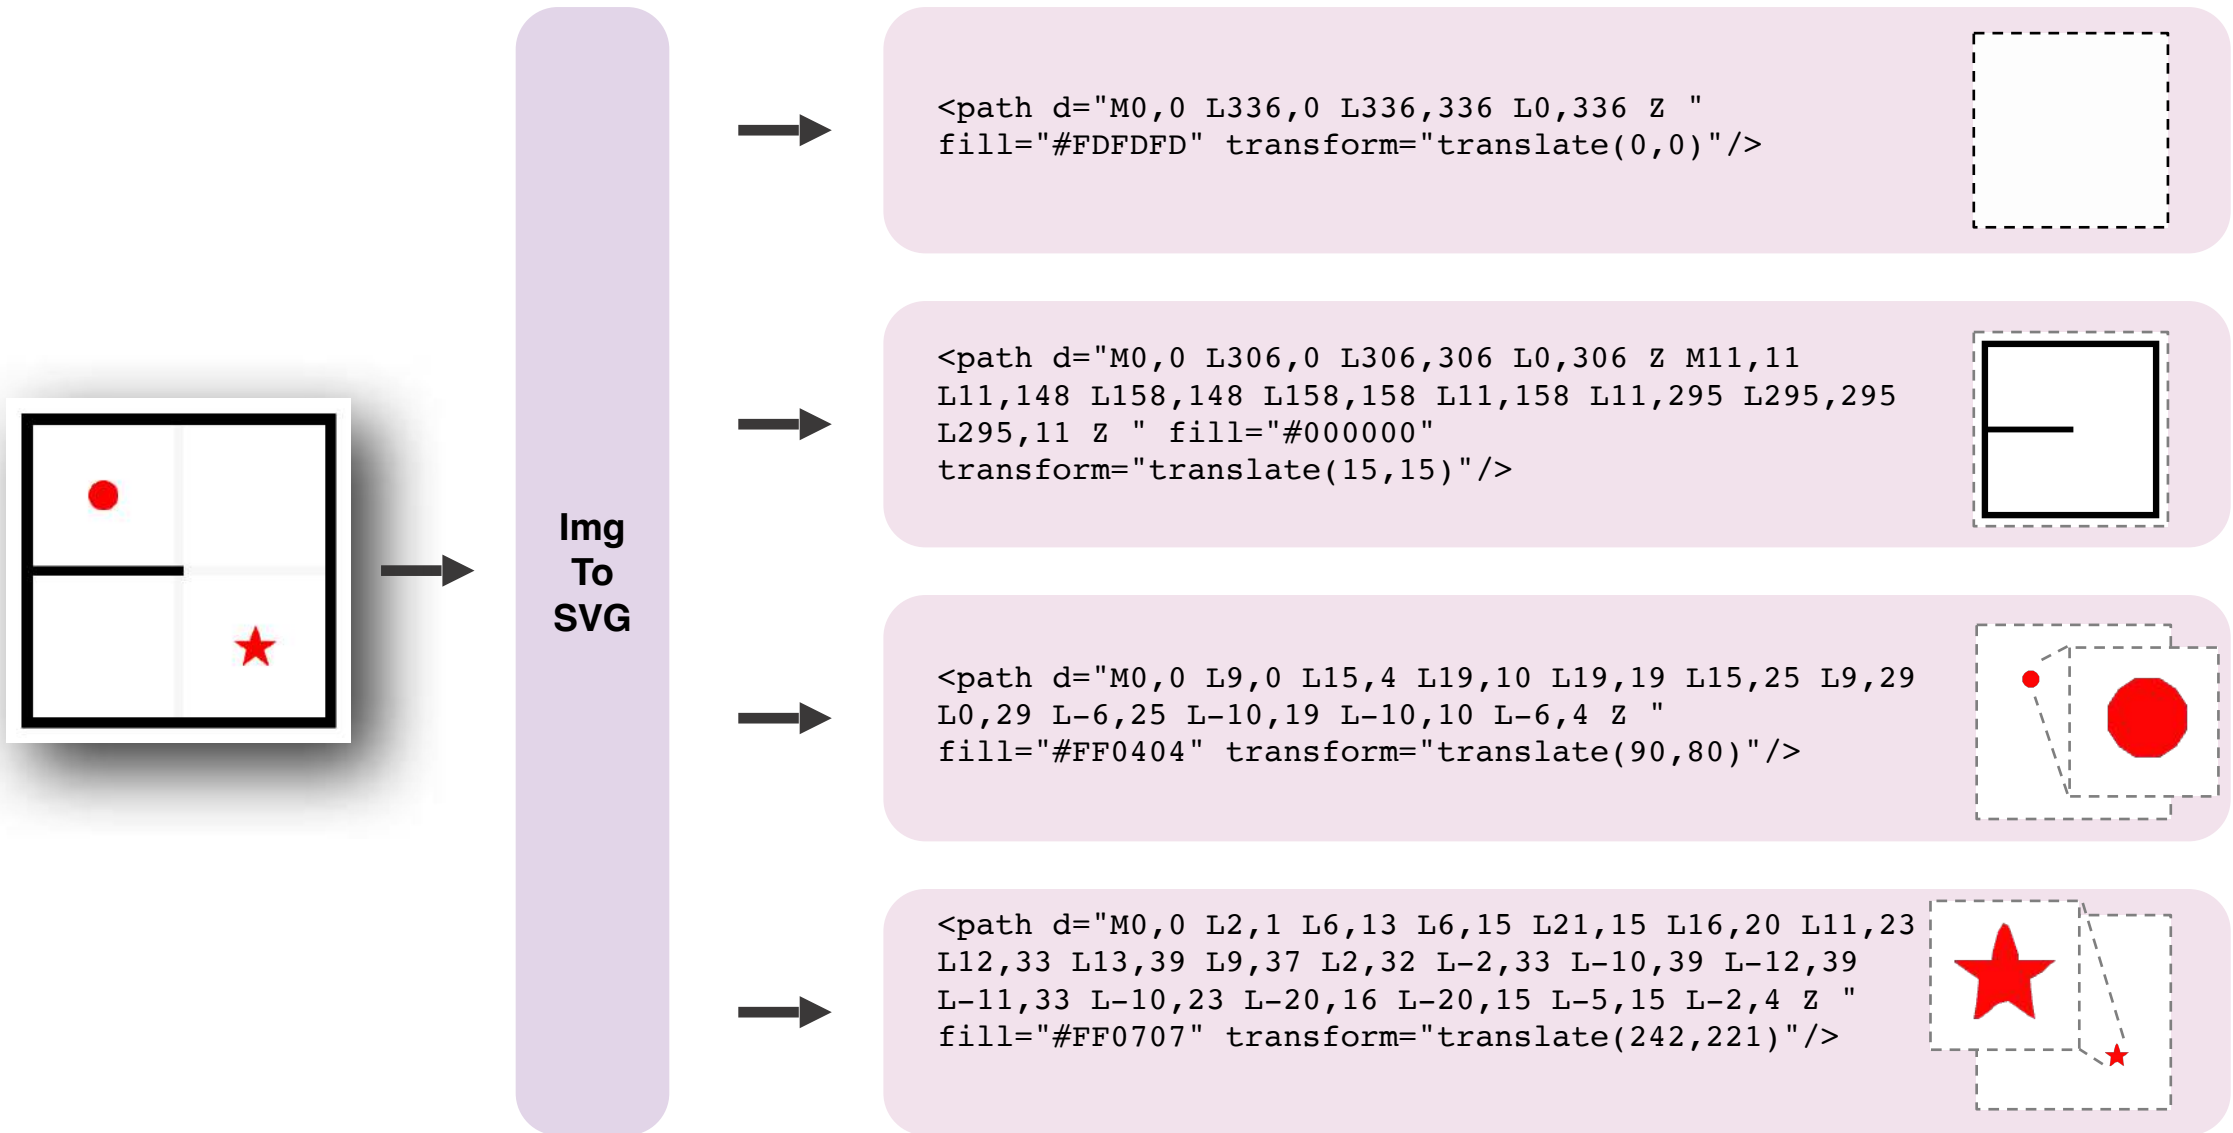 Img
To
SVG
<path d="M0,0 L336,0 L336,336 L0,336 Z "
fill="#FDFDFD" transform="translate(0,0)"/>
<path d="M0,0 L306,0 L306,306 L0,306 Z M11,11
L11,148 L158,148 L158,158 L11,158 L11,295 L295,295
L295,11 Z " fill="#000000"
transform="translate(15,15)"/>
<path d="M0,0 L9,0 L15,4 L19,10 L19,19 L15,25 L9,29
L0,29 L-6,25 L-10,19 L-10,10 L-6,4 Z "
fill="#FF0404" transform="translate(90,80)"/>
<path d="M0,0 L2,1 L6,13 L6,15 L21,15 L16,20 L11,23
L12,33 L13,39 L9,37 L2,32 L-2,33 L-10,39 L-12,39
L-11,33 L-10,23 L-20,16 L-20,15 L-5,15 L-2,4 Z "
fill="#FF0707" transform="translate(242,221)"/>